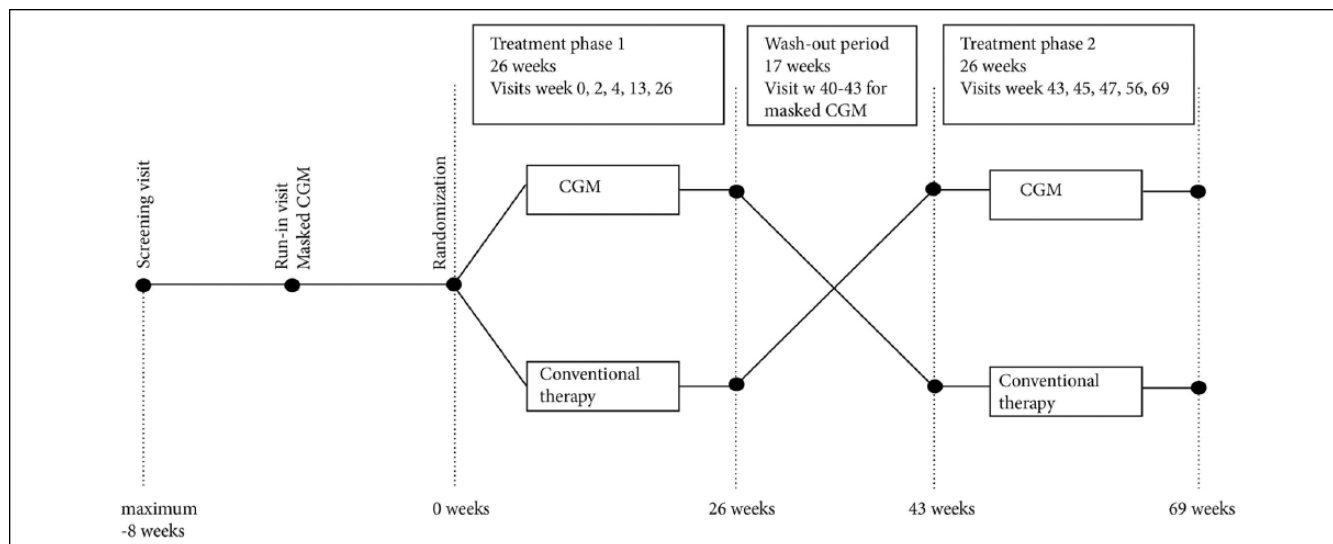 Treatment phase 1
26 weeks
Visits week 0, 2, 4, 13, 26
Wash-out period
17 weeks
Visit w 40-43 for
masked CGM
Treatment phase 2
26 weeks
Visits week 43, 45, 47, 56, 69
Screening visit
Run-in visit
Masked CGM
Randomization
CGM
CGM
Conventional
therapy
Conventional
therapy
maximum
-8 weeks
0 weeks
26 weeks
43 weeks
69 weeks